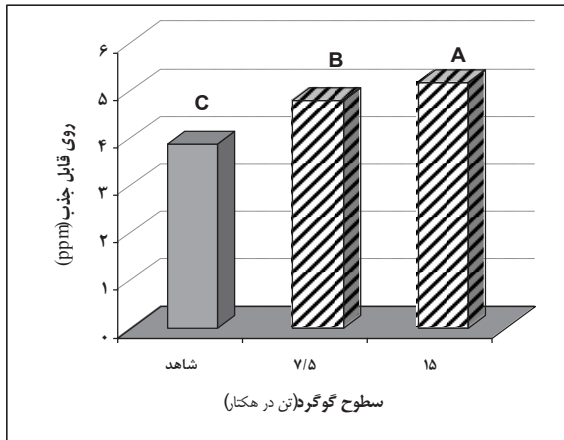 ۶
۵
۴
۳
۲
۱
۰
روی قابل جذب(ppm)
C
B
A
شاهد
۷/۵
۱۵
سطوح گوگرد(تن در هکتار)